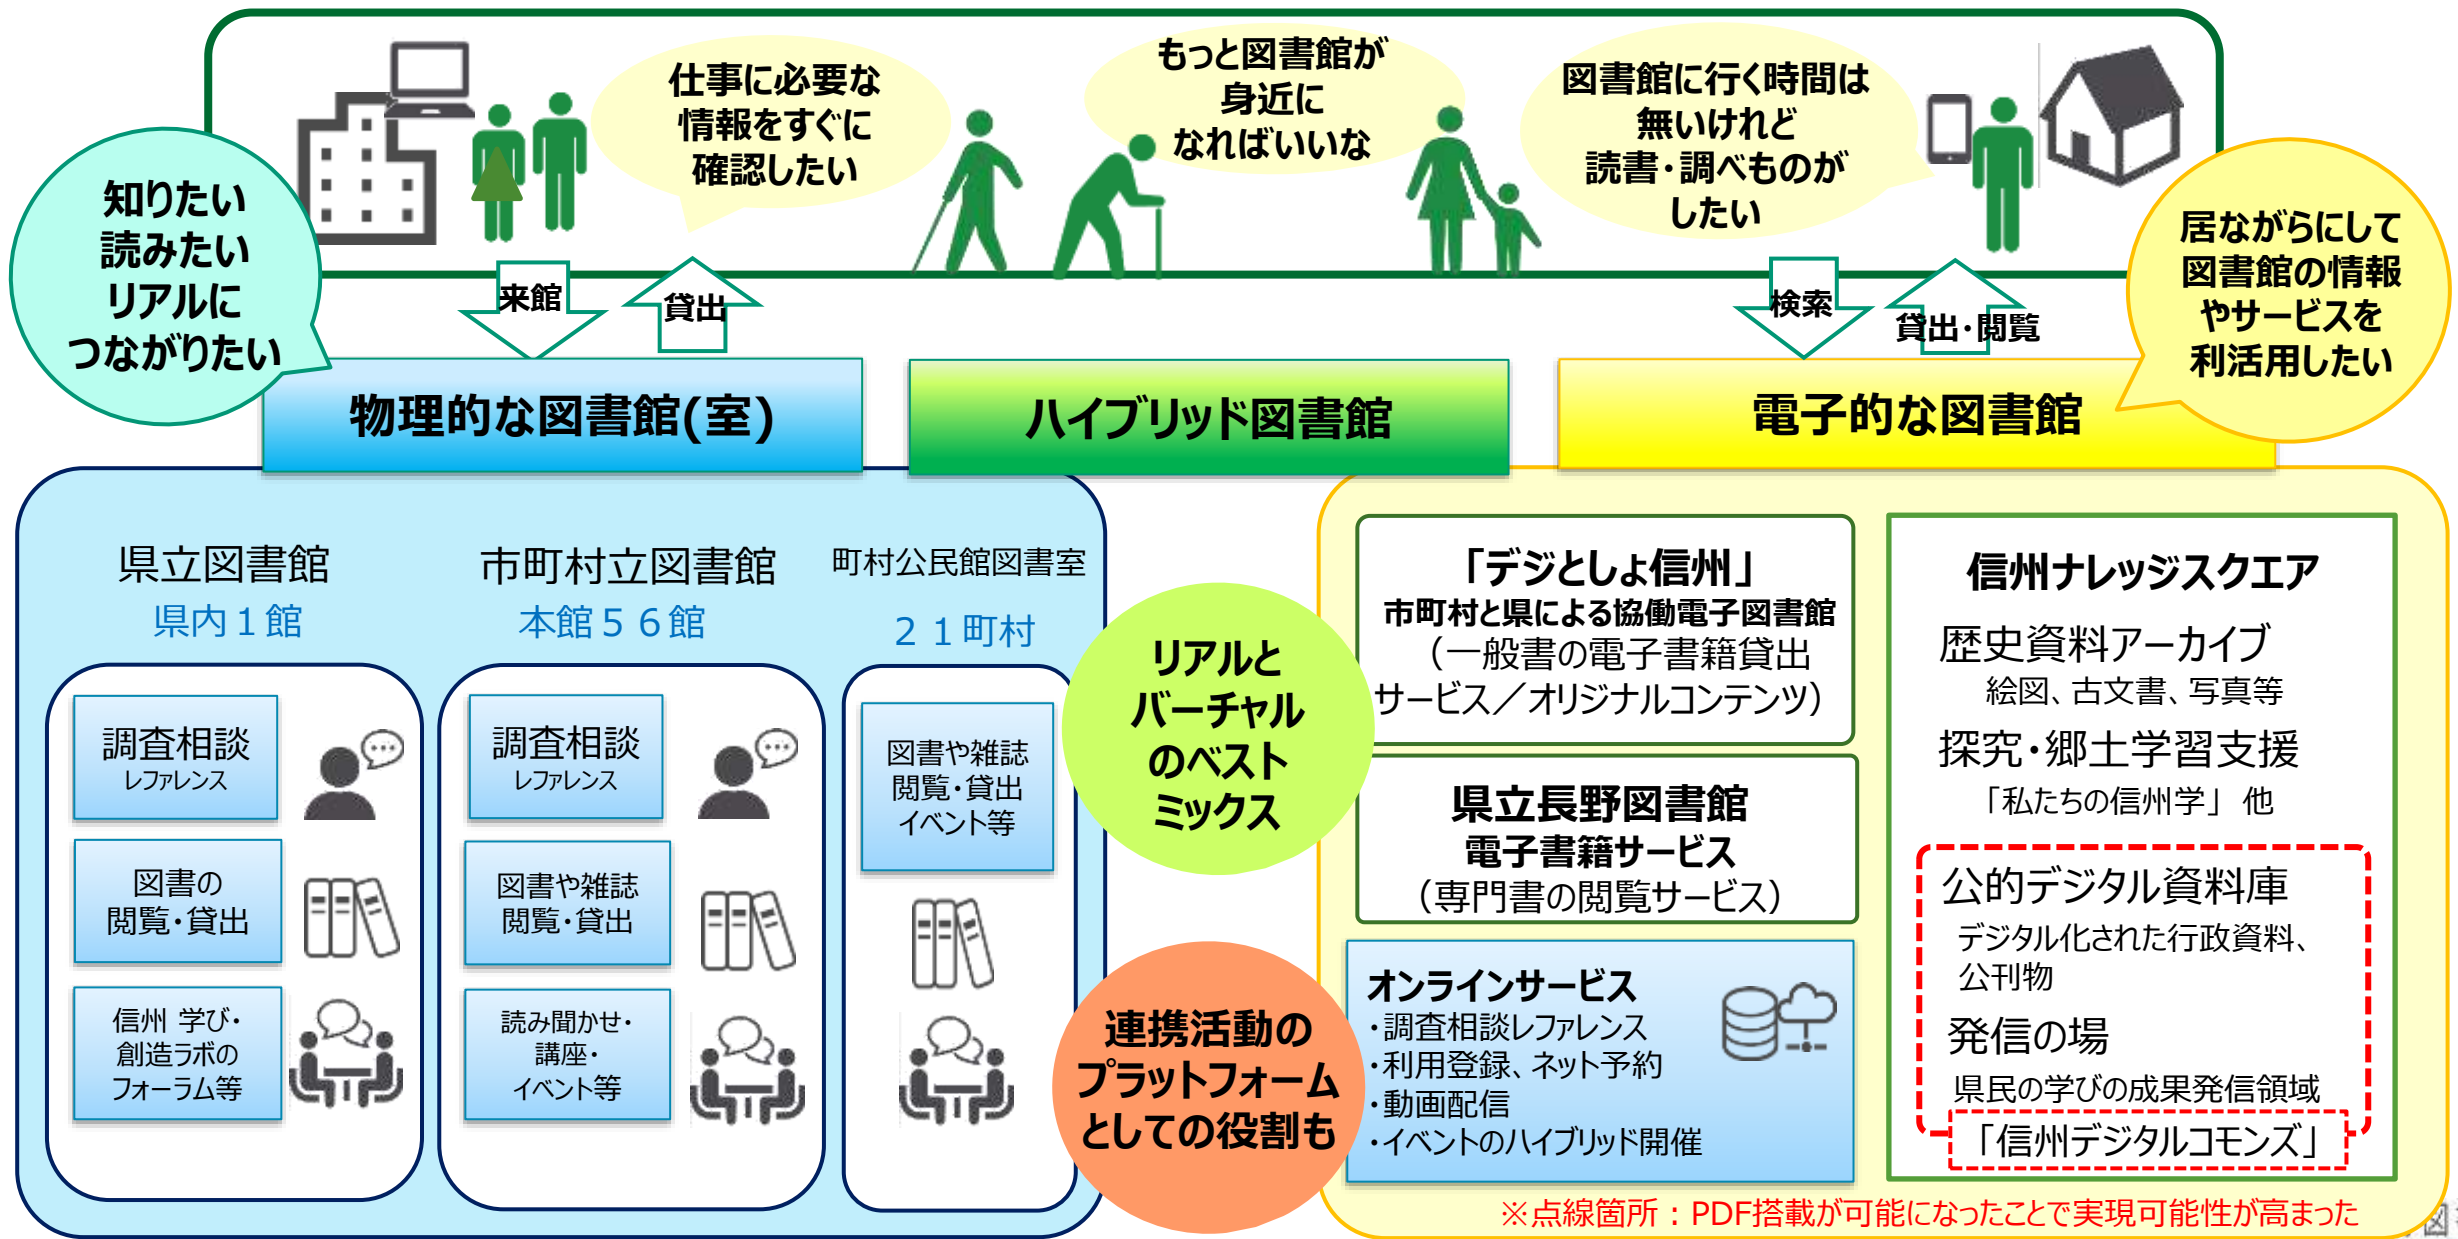 仕事に必要な
情報をすぐに
確認したい
もっと図書館が
身近に
なればいいな
図書館に行く時間は
無いけれど
読書・調べものが
したい
知りたい
読みたい
リアルに
つながりたい
居ながらにして
図書館の情報
やサービスを
利活用したい
来館
貸出
検索
貸出・閲覧
物理的な図書館(室)
ハイブリッド図書館
電子的な図書館
県立図書館
県内１館
調査相談
レファレンス
図書の
閲覧・貸出
信州 学び・
創造ラボの
フォーラム等
市町村立図書館
本館５６館
調査相談
レファレンス
図書や雑誌
閲覧・貸出
読み聞かせ・
講座・
イベント等
町村公民館図書室
２１町村
図書や雑誌
閲覧・貸出
イベント等
リアルと
バーチャル
のベスト
ミックス
連携活動の
プラットフォーム
としての役割も
「デジとしょ信州」
市町村と県による協働電子図書館
（一般書の電子書籍貸出
サービス／オリジナルコンテンツ）
県立長野図書館
電子書籍サービス
（専門書の閲覧サービス）
オンラインサービス
・調査相談レファレンス
・利用登録、ネット予約
・動画配信
・イベントのハイブリッド開催
信州ナレッジスクエア
歴史資料アーカイブ
絵図、古文書、写真等
探究・郷土学習支援
「私たちの信州学」他
公的デジタル資料庫
デジタル化された行政資料、
公刊物
発信の場
県民の学びの成果発信領域
「信州デジタルコモンズ」
※点線箇所：PDF搭載が可能になったことで実現可能性が高まった